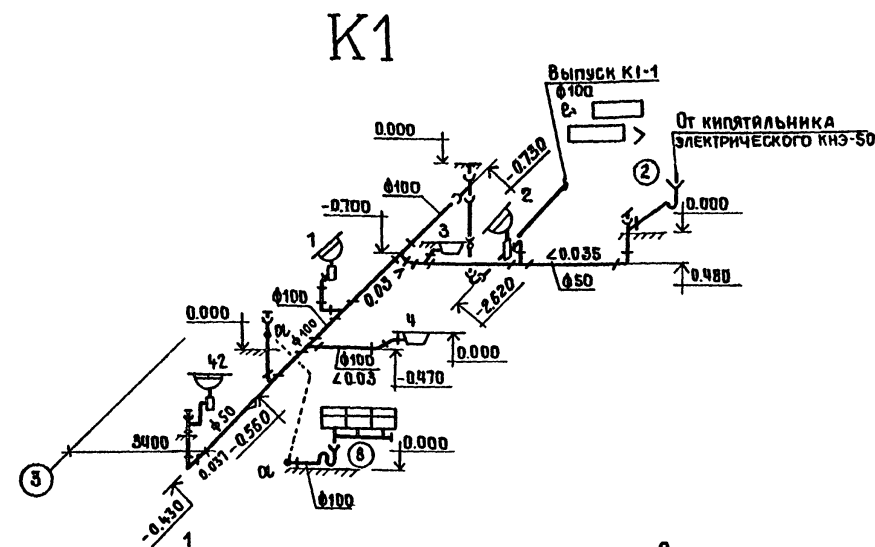 К1
Выпуск К1-1
ф100
От кипятильника
электрического КНЭ-50
0.000
-0.730
2
2
ф100
-0.700
3
0.000
1
∠0.035
0.03
ф50
0.480
-2.620
ф100
0.000
а
ф100
4
ф100
∠0.03
0.000
-0.470
42
ф50
3400
0.037
-0.560
8
0.000
а
ф100
3
-0.430
1